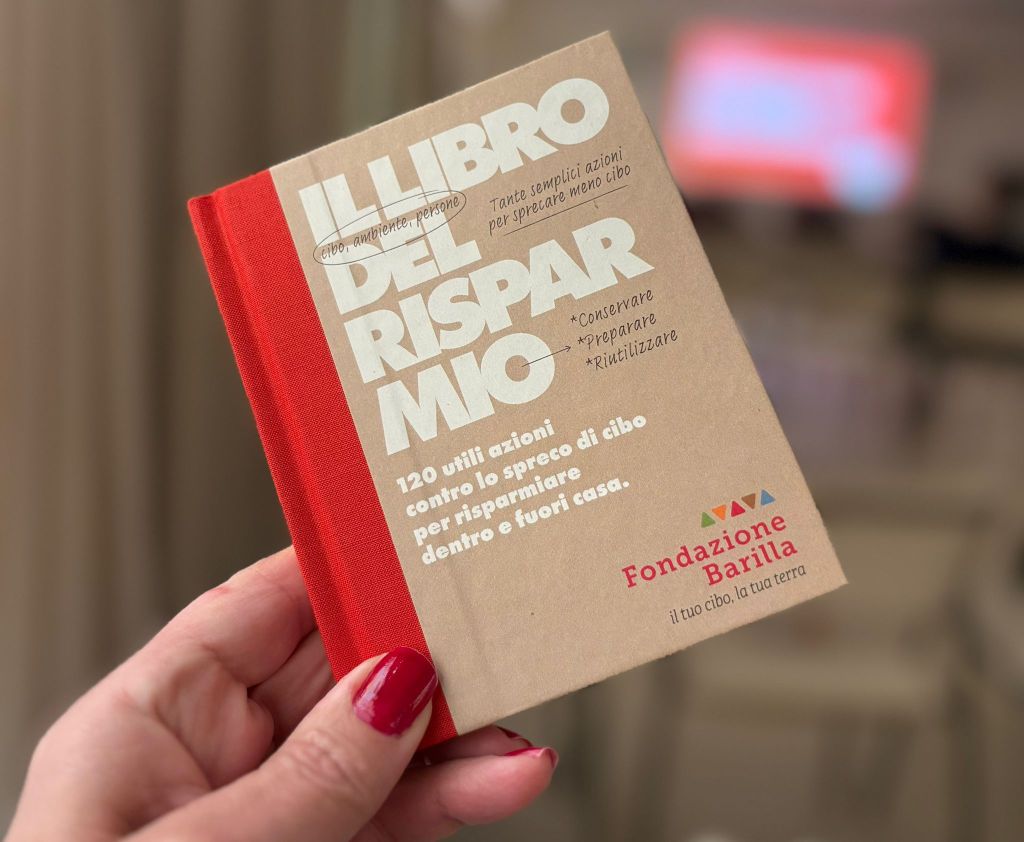 IL LIBRO
cibo, ambiente, persone
Tante semplici azioni
per sprecare meno cibo
DEL
RISPAR
MIO
*Conservare
*Preparare
*Riutilizzare
120 utili azioni
contro lo spreco di cibo
per risparmiare
dentro e fuori casa.
Fondazione
Barilla
il tuo cibo, la tua terra